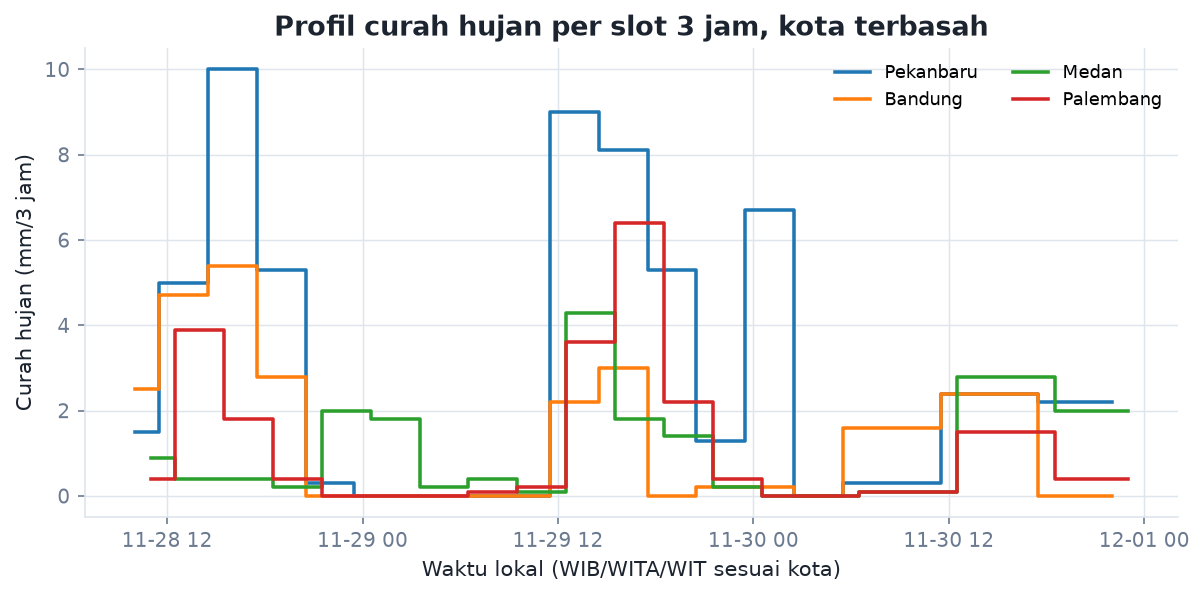 Profil curah hujan per slot 3 jam, kota terbasah
Pekanbaru
Bandung
Medan
Palembang
Curah hujan (mm/3 jam)
10
8
6
4
2
0
11-28 12
11-29 00
11-29 12
11-30 00
11-30 12
12-01 00
Waktu lokal (WIB/WITA/WIT sesuai kota)